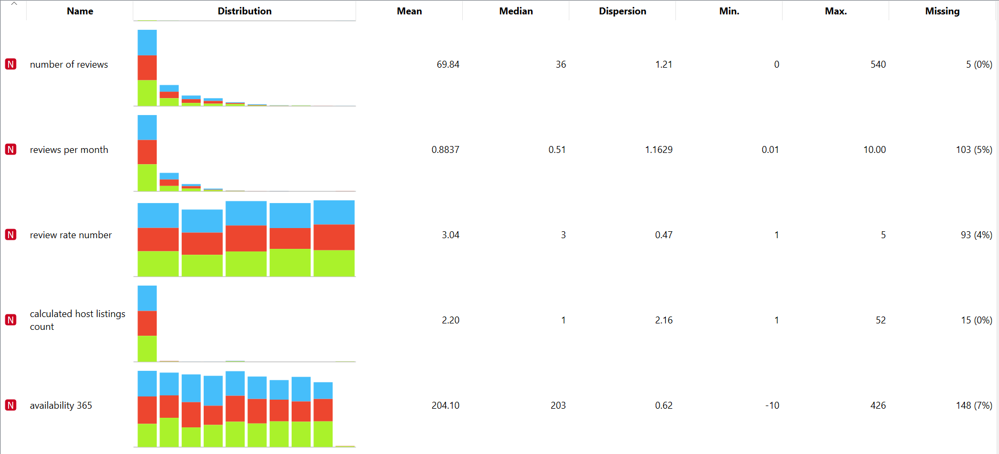 Name Distribution Mean Median Dispersion Min. Max. Missing
N number of reviews 69.84 36 1.21 0 540 5 (0%)
N reviews per month 0.8837 0.51 1.1629 0.01 10.00 103 (5%)
N review rate number 3.04 3 0.47 1 5 93 (4%)
calculated host listings
N count 2.20 1 2.16 1 52 15 (0%)
N availability 365 204.10 203 0.62 -10 426 148 (7%)